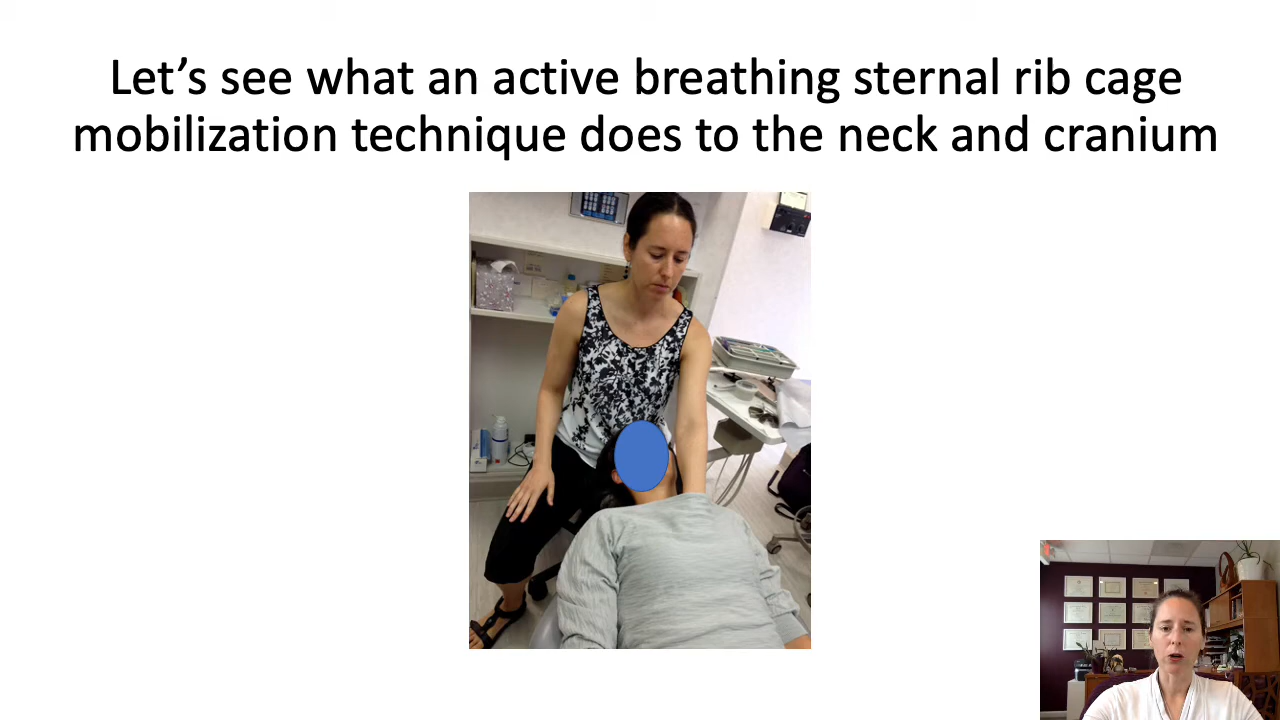 Let’s see what an active breathing sternal rib cage
mobilization technique does to the neck and cranium